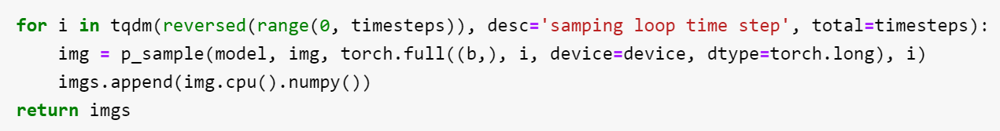 for i in tqdm(reversed(range(0, timesteps)), desc='samping loop time step', total=timesteps):
    img = p_sample(model, img, torch.full((b,), i, device=device, dtype=torch.long), i)
    imgs.append(img.cpu().numpy())
return imgs